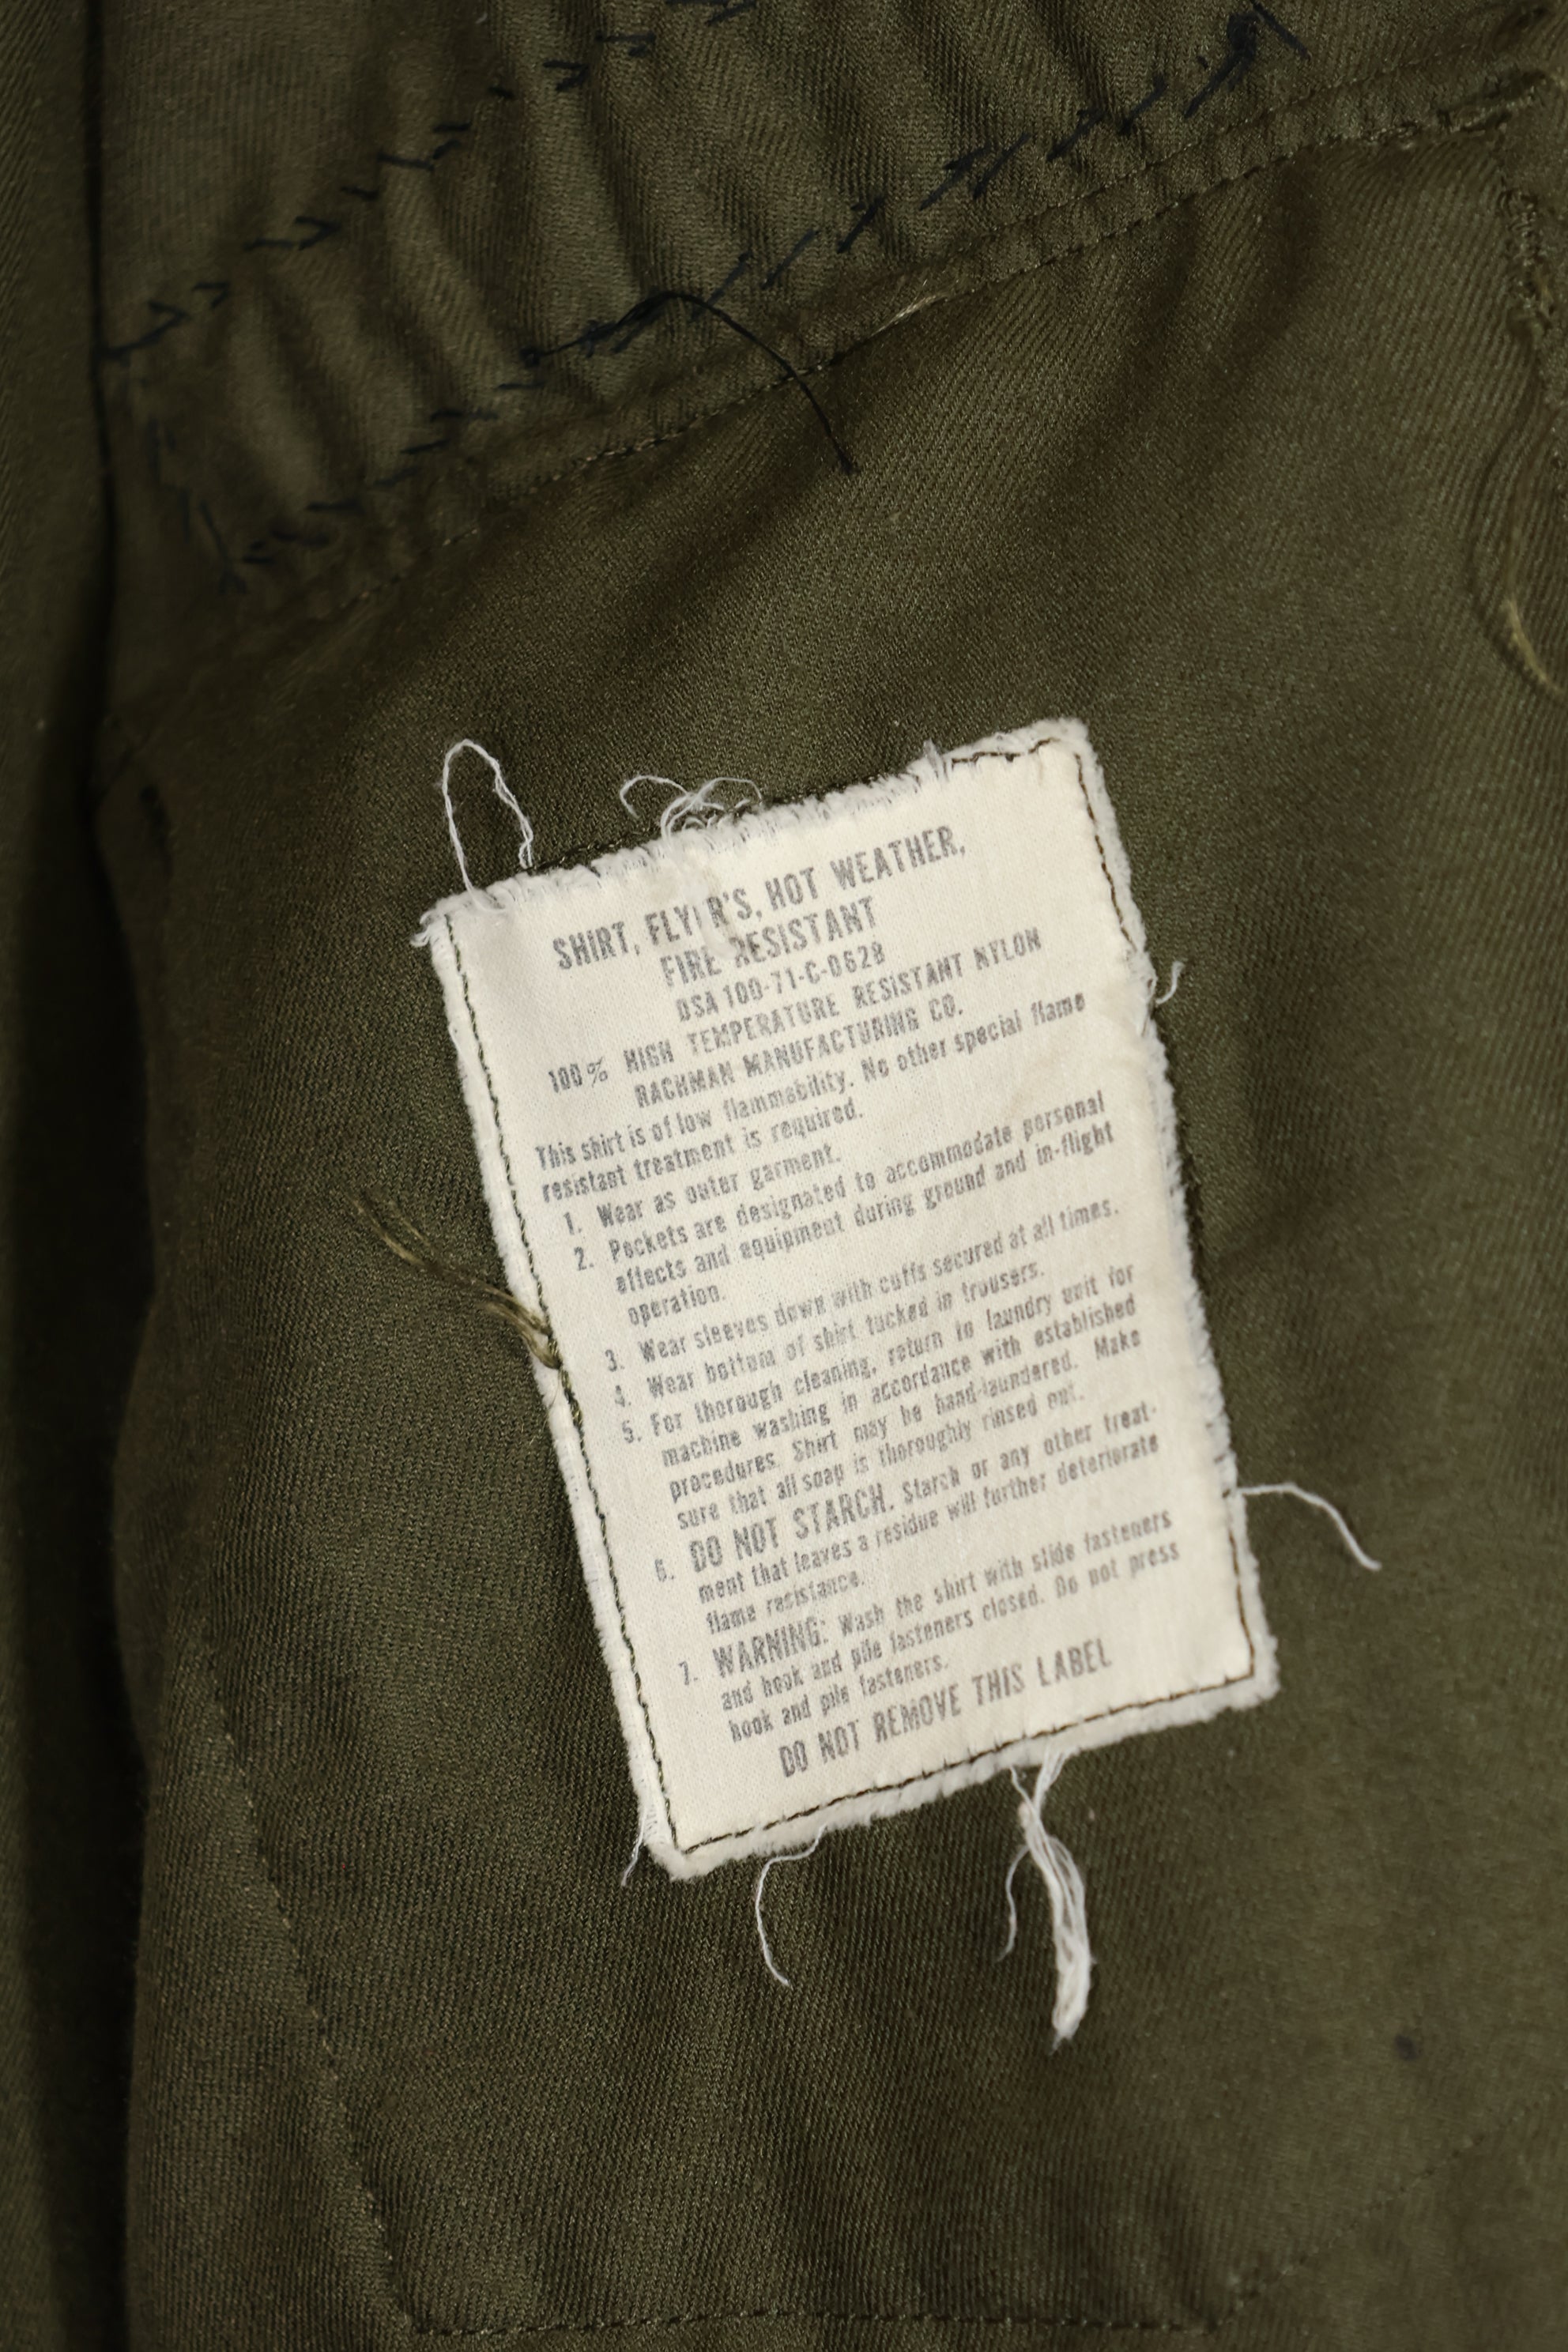 SHIRT, FLYER'S, HOT WEATHER,
FIRE RESISTANT
DSA 100-71-C-0628
100% HIGH TEMPERATURE RESISTANT NYLON
RACHMAN MANUFACTURING CO.
This shirt is of low flammability. No other special flame
resistant treatment is required.
1. Wear as outer garment.
2. Pockets are designated to accommodate personal
effects and equipment during ground and in-flight
operation.
3. Wear sleeves down with cuffs secured at all times.
4. Wear bottom of shirt tucked in trousers.
5. For thorough cleaning, return to laundry unit for
machine washing in accordance with established
procedures. Shirt may be hand-laundered. Make
sure that all soap is thoroughly rinsed out.
6. DO NOT STARCH. Starch or any other treat-
ment that leaves a residue will further deteriorate
flame resistance.
7. WARNING: Wash the shirt with slide fasteners
and hook and pile fasteners closed. Do not press
hook and pile fasteners.
DO NOT REMOVE THIS LABEL